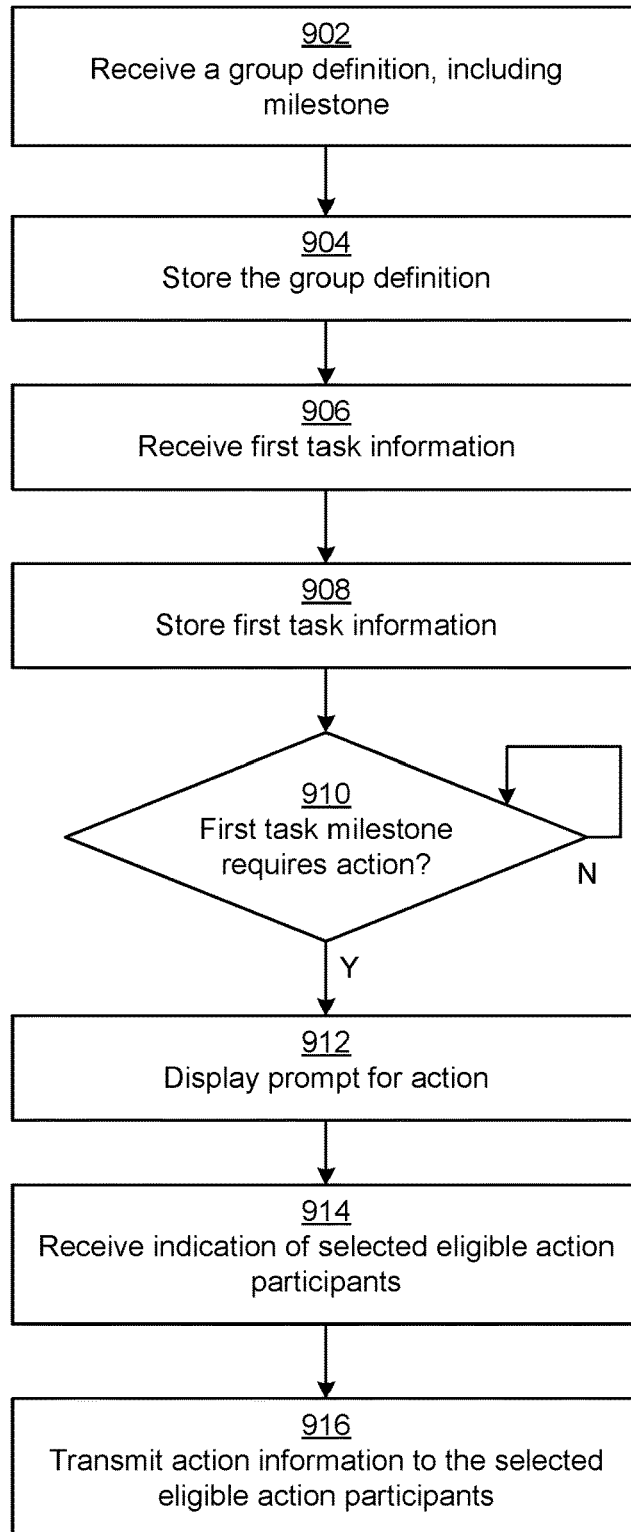 902
Receive a group definition, including
milestone
904
Store the group definition
906
Receive first task information
908
Store first task information
910
First task milestone
requires action?
N
Y
912
Display prompt for action
914
Receive indication of selected eligible action
participants
916
Transmit action information to the selected
eligible action participants